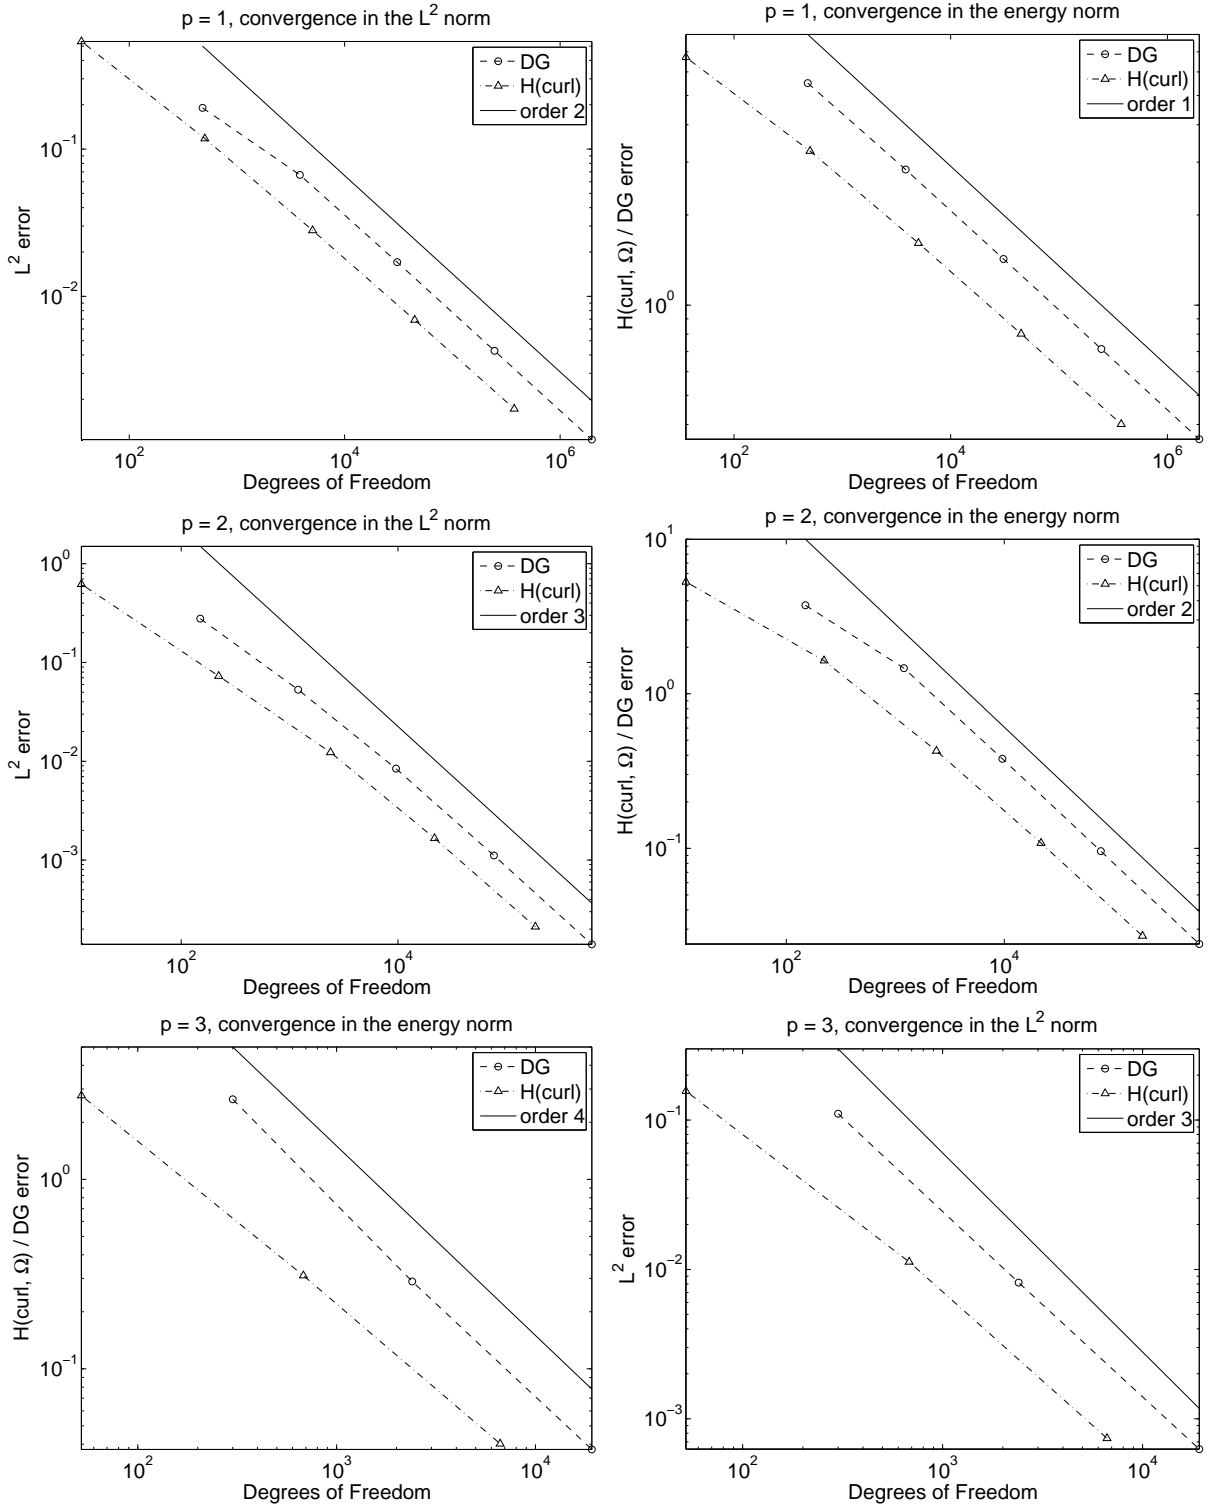 p = 1, convergence in the L² norm
DG
H(curl)
order 2
10⁻¹
10⁻²
L² error
10² 10⁴ 10⁶
Degrees of Freedom
p = 1, convergence in the energy norm
DG
H(curl)
order 1
10⁰
H(curl, Ω) / DG error
10² 10⁴ 10⁶
Degrees of Freedom
p = 2, convergence in the L² norm
DG
H(curl)
order 3
10⁰
10⁻¹
10⁻²
10⁻³
L² error
10² 10⁴
Degrees of Freedom
p = 2, convergence in the energy norm
DG
H(curl)
order 2
10¹
10⁰
10⁻¹
H(curl, Ω) / DG error
10² 10⁴
Degrees of Freedom
p = 3, convergence in the energy norm
DG
H(curl)
order 4
10⁰
10⁻¹
H(curl, Ω) / DG error
10² 10³ 10⁴
Degrees of Freedom
p = 3, convergence in the L² norm
DG
H(curl)
order 3
10⁻¹
10⁻²
10⁻³
L² error
10² 10³ 10⁴
Degrees of Freedom